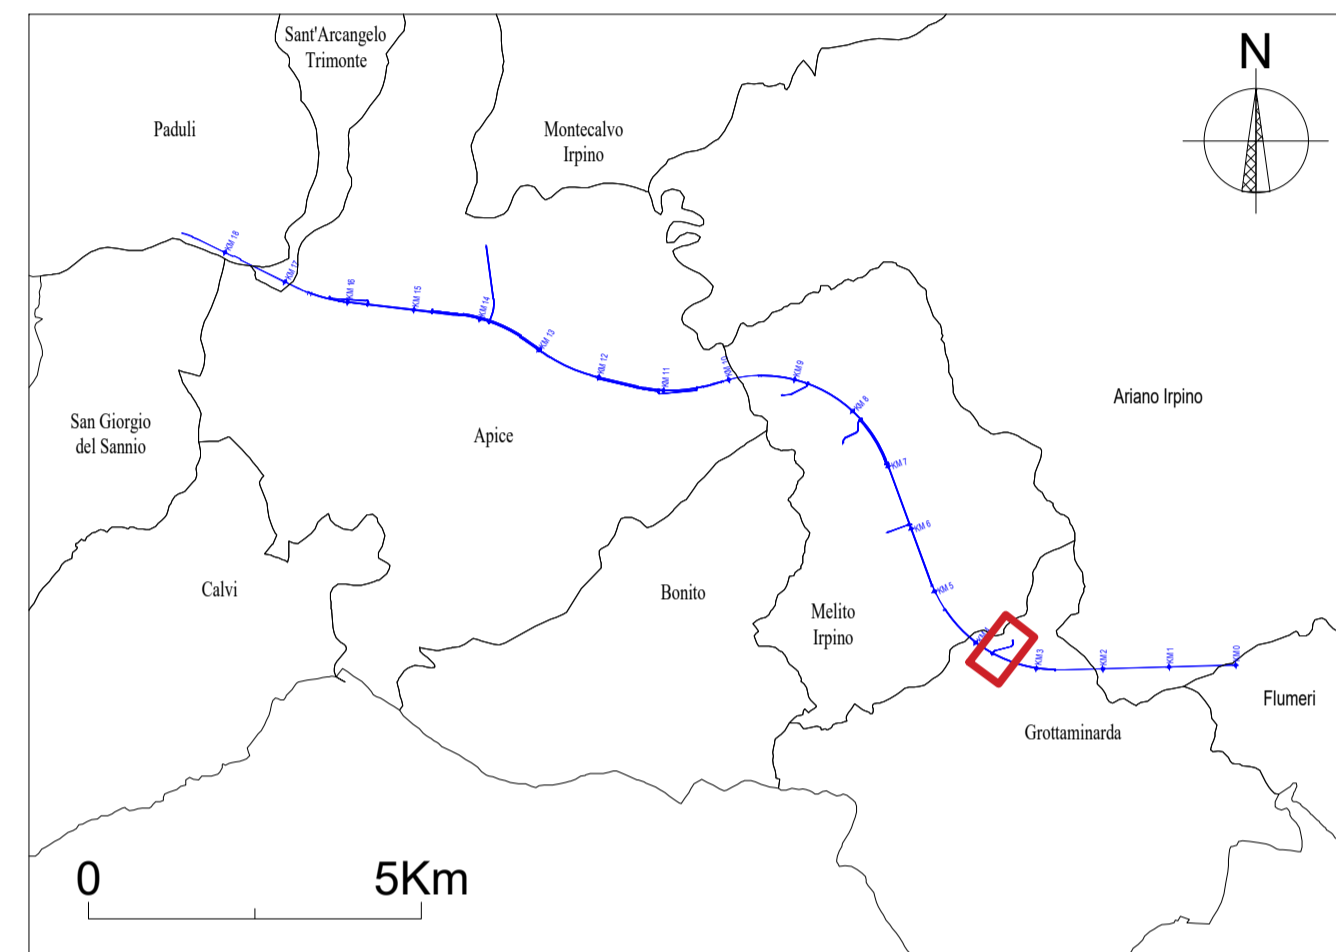 Sant'Arcangelo
Trimonte
N
Paduli
Montecalvo
Irpino
KM 18
KM 17
KM 16
KM 15
KM 14
KM 13
KM 12
KM 11
KM 10
KM 9
KM 8
KM 7
KM 6
KM 5
KM 3
KM 2
KM 1
KM 0
Ariano Irpino
San Giorgio
del Sannio
Apice
Calvi
Bonito
Melito
Irpino
Flumeri
Grottaminarda
0
5Km